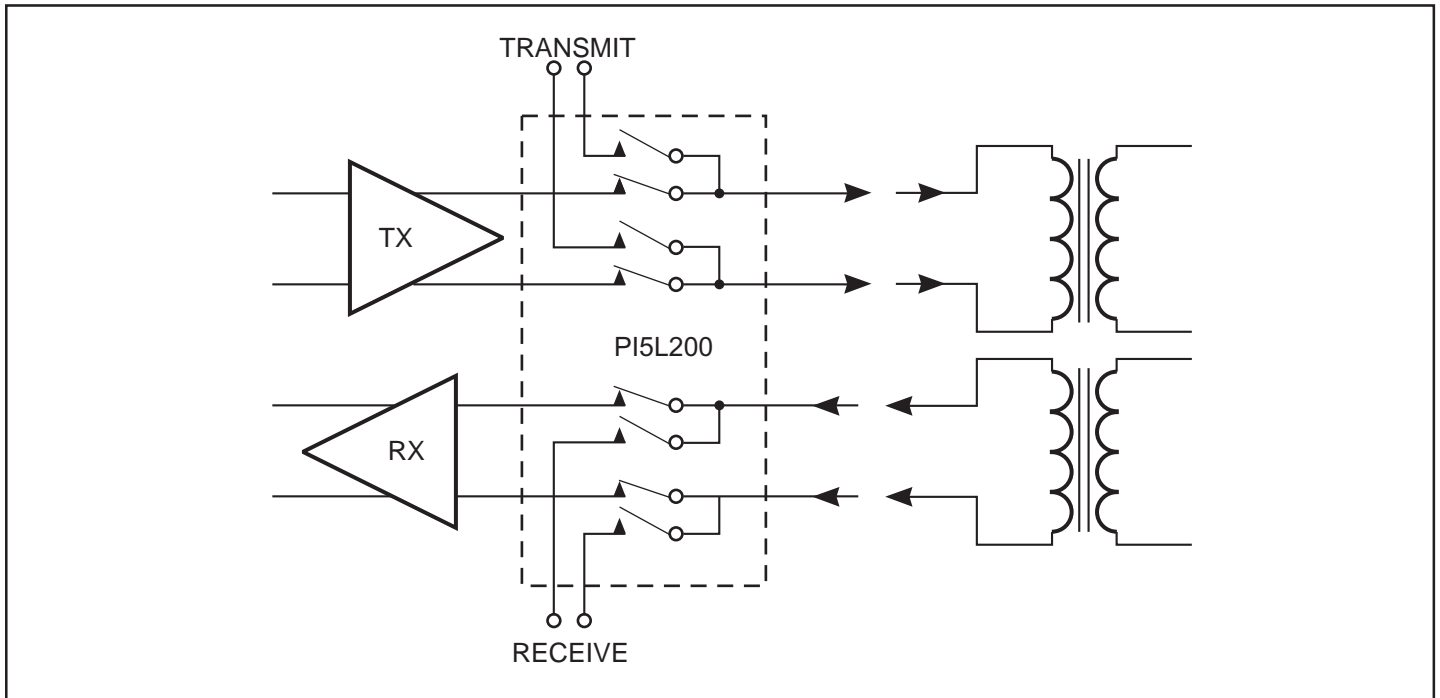 TRANSMIT
TX
PI5L200
RX
RECEIVE